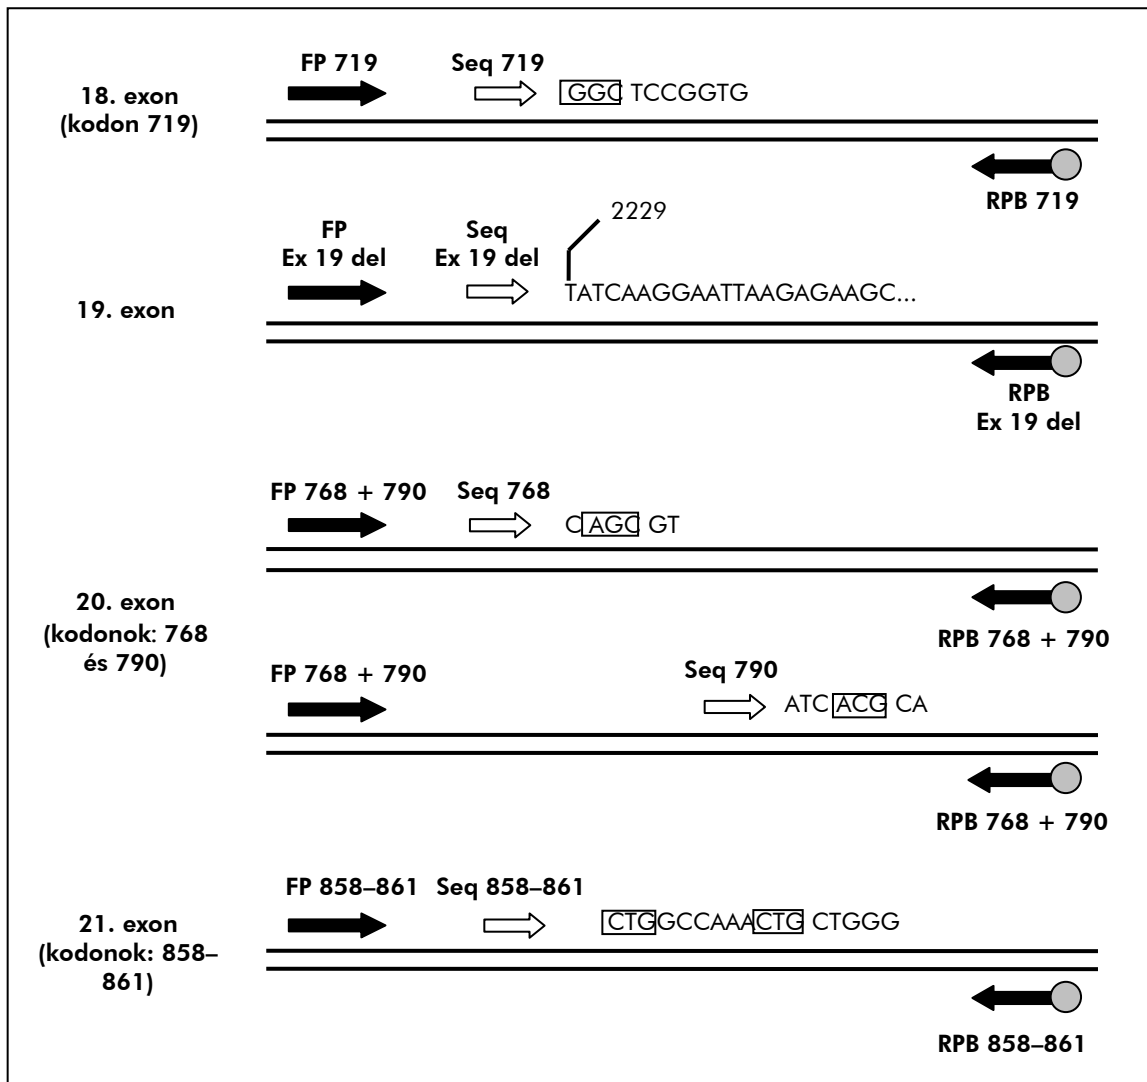 FP 719
Seq 719
GGC TCCGGTG
18. exon
(kodon 719)
RPB 719
2229
FP
Ex 19 del
Seq
Ex 19 del
TATCAAGGAATTAAGAGAAGC...
19. exon
RPB
Ex 19 del
FP 768 + 790
Seq 768
C AGC GT
20. exon
(kodonok: 768
és 790)
RPB 768 + 790
FP 768 + 790
Seq 790
ATC ACG CA
RPB 768 + 790
FP 858–861
Seq 858–861
CTGGCCAAACTG CTGGG
21. exon
(kodonok: 858–
861)
RPB 858–861